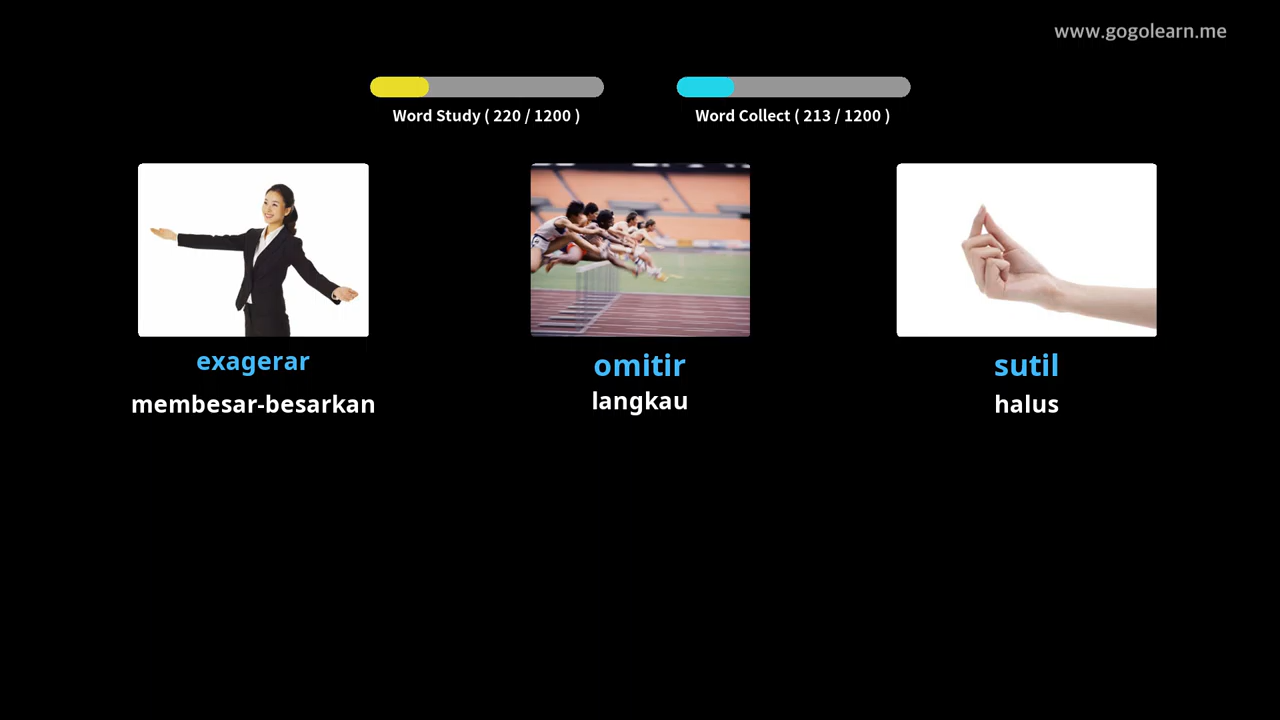 www.gogolearn.me
Word Study ( 220 / 1200 )
Word Collect ( 213 / 1200 )
exagerar
membesar-besarkan
omitir
langkau
sutil
halus